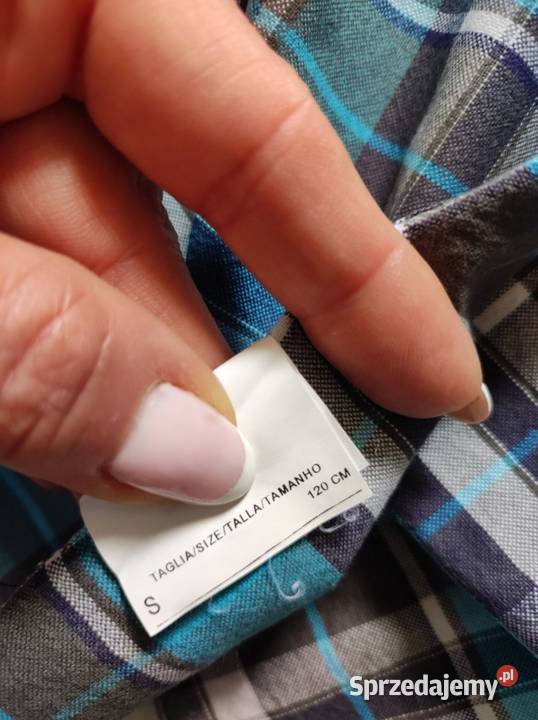 TAGLIA/SIZE/TALLA/TAMANHO
120 CM
S
Sprzedajemy.pl